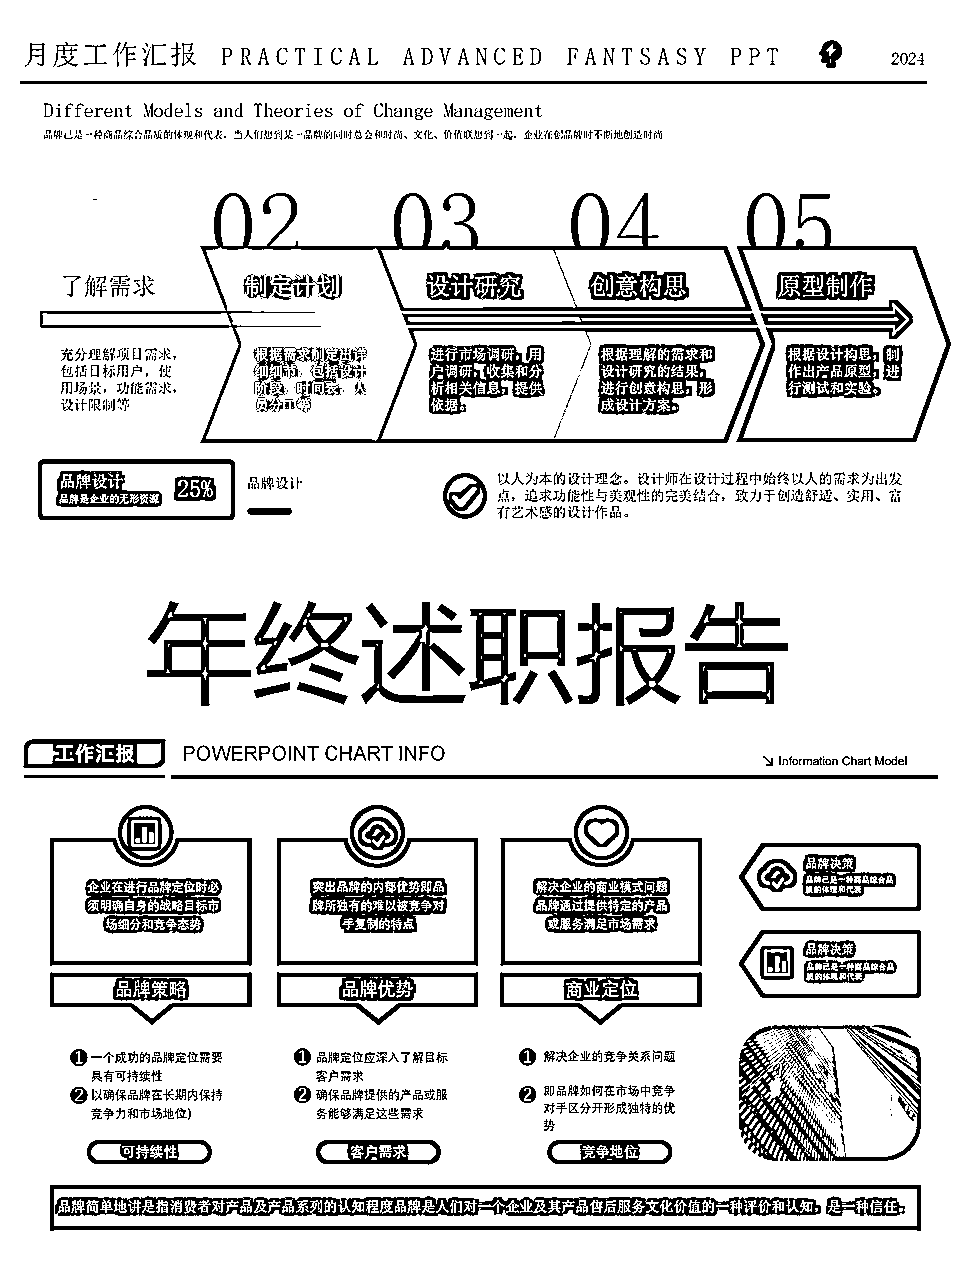 月度工作汇报 PRACTICAL ADVANCED FANTSASY PPT 2024
Different Models and Theories of Change Management
品牌已是一种商品综合品质的体现和代表，当人们想到某一品牌的同时总会和时尚、文化、价值联想到一起，企业在创品牌时不断地创造时尚
02 03 04 05
了解需求
充分理解项目需求，
包括目标用户，使
用场景，功能需求，
设计限制等
制定计划
根据需求制定出详
细细节，包括设计
阶段，时间表，人
员分工等
设计研究
进行市场调研，用
户调研，收集和分
析相关信息，提供
依据。
创意构思
根据理解的需求和
设计研究的结果，
进行创意构思，形
成设计方案。
原型制作
根据设计构思，制
作出产品原型，进
行测试和实验。
品牌设计
品牌是企业的无形资源
25%
品牌设计
以人为本的设计理念。设计师在设计过程中始终以人的需求为出发
点，追求功能性与美观性的完美结合，致力于创造舒适、实用、富
有艺术感的设计作品。
年终述职报告
工作汇报 POWERPOINT CHART INFO
Information Chart Model
企业在进行品牌定位时必
须明确自身的战略目标市
场细分和竞争态势
品牌策略
1 一个成功的品牌定位需要
具有可持续性
2 以确保品牌在长期内保持
竞争力和市场地位)
可持续性
突出品牌的内部优势即品
牌所独有的难以被竞争对
手复制的特点
品牌优势
1 品牌定位应深入了解目标
客户需求
2 确保品牌提供的产品或服
务能够满足这些需求
客户需求
解决企业的商业模式问题
品牌通过提供特定的产品
或服务满足市场需求
商业定位
1 解决企业的竞争关系问题
2 即品牌如何在市场中竞争
对手区分开形成独特的优
势
竞争地位
品牌决策
品牌已是一种商品综合品
质的体现和代表
品牌决策
品牌已是一种商品综合品
质的体现和代表
品牌简单地讲是指消费者对产品及产品系列的认知程度品牌是人们对一个企业及其产品售后服务文化价值的一种评价和认知，是一种信任。